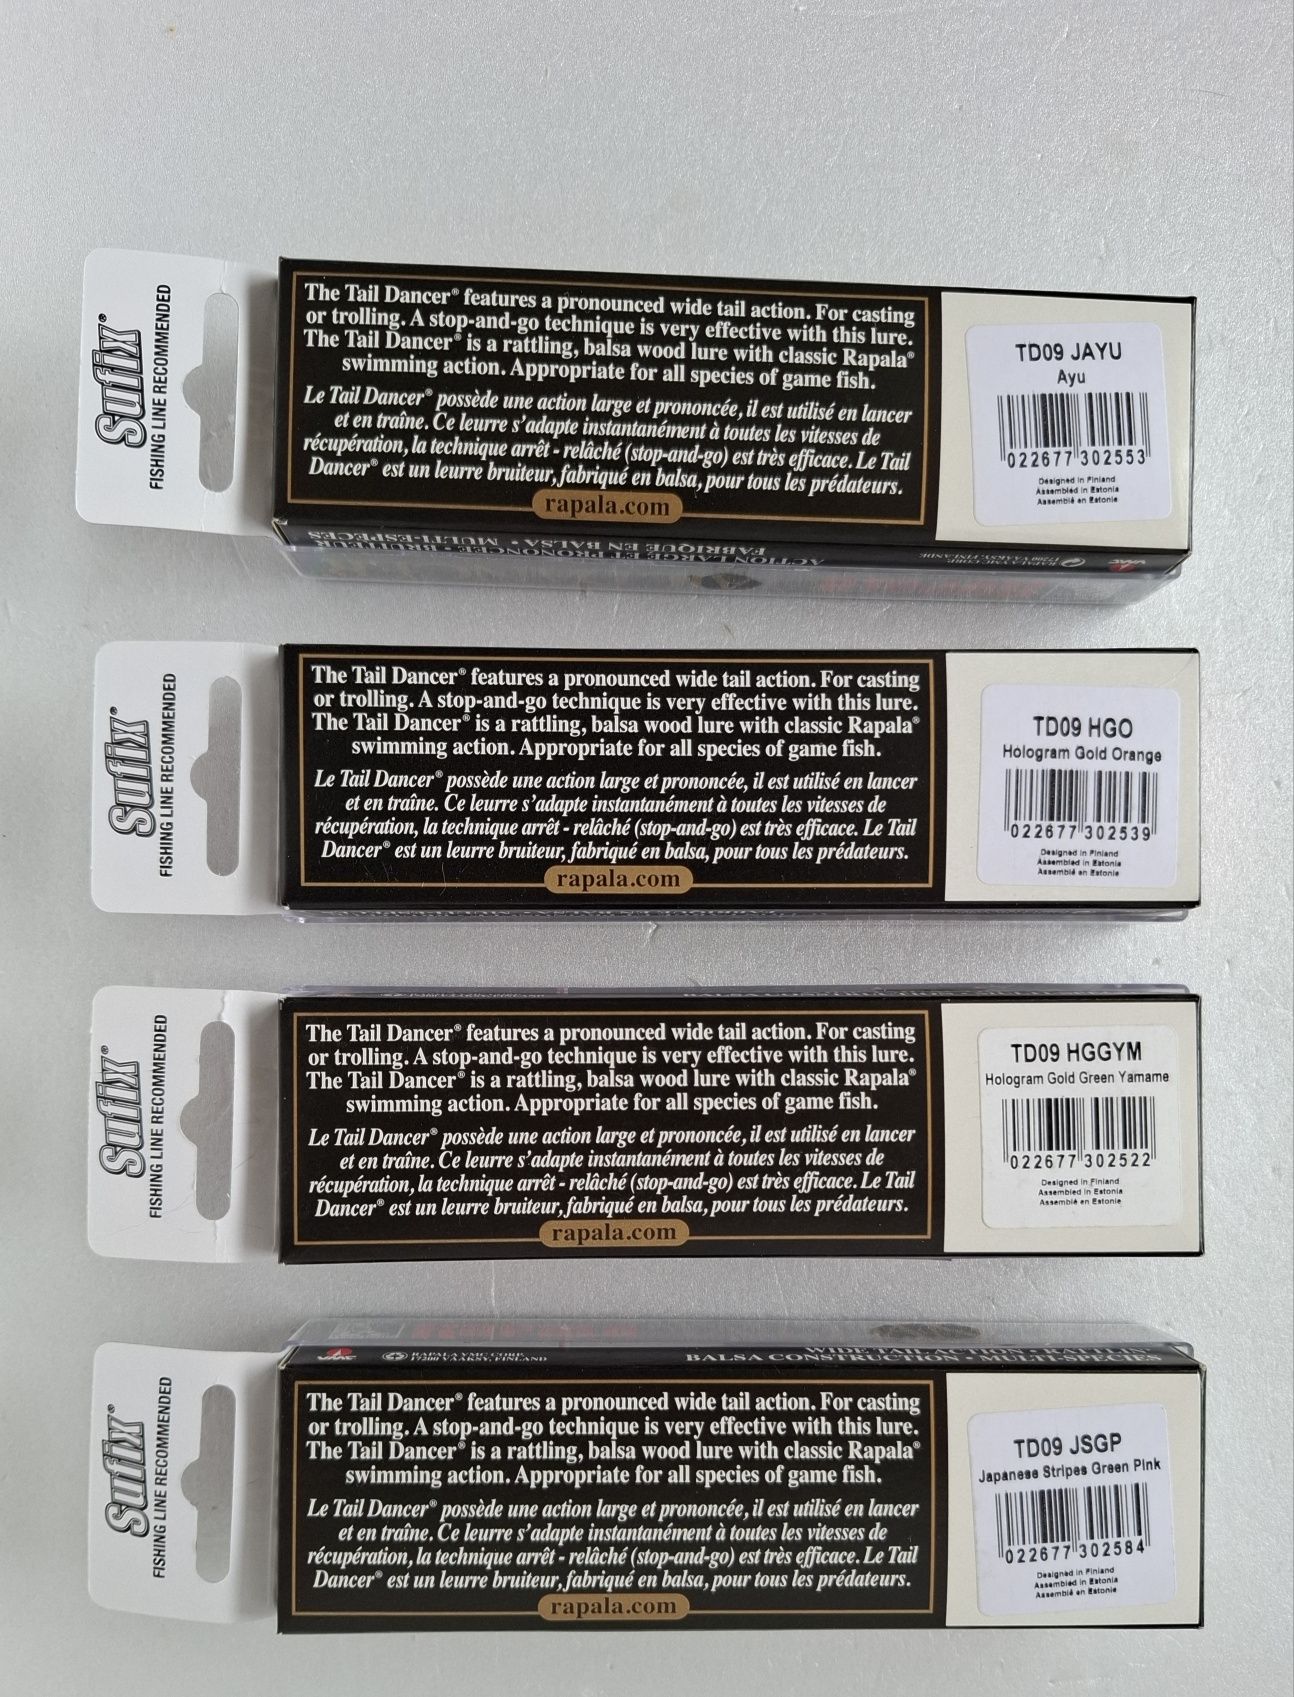 Sufix®
FISHING LINE RECOMMENDED
The Tail Dancer® features a pronounced wide tail action. For casting
or trolling. A stop-and-go technique is very effective with this lure.
The Tail Dancer® is a rattling, balsa wood lure with classic Rapala®
swimming action. Appropriate for all species of game fish.
Le Tail Dancer® possède une action large et prononcée, il est utilisé en lancer
et en traîne. Ce leurre s'adapte instantanément à toutes les vitesses de
récupération, la technique arrêt - relâché (stop-and-go) est très efficace. Le Tail
Dancer® est un leurre bruiteur, fabriqué en balsa, pour tous les prédateurs.
rapala.com
TD09 JAYU
Ayu
022677 302553
Designed in Finland
Assembled in Estonia
Assemblé en Estonie
ACTION LARGE ET PRONONCÉE • BRUITEUR
FABRIQUÉ EN BALSA • MULTI-ESPÈCES
RAPALA VMC CORP.
17200 VÄÄKSY, FINLANDE
VMC
Sufix®
FISHING LINE RECOMMENDED
The Tail Dancer® features a pronounced wide tail action. For casting
or trolling. A stop-and-go technique is very effective with this lure.
The Tail Dancer® is a rattling, balsa wood lure with classic Rapala®
swimming action. Appropriate for all species of game fish.
Le Tail Dancer® possède une action large et prononcée, il est utilisé en lancer
et en traîne. Ce leurre s'adapte instantanément à toutes les vitesses de
récupération, la technique arrêt - relâché (stop-and-go) est très efficace. Le Tail
Dancer® est un leurre bruiteur, fabriqué en balsa, pour tous les prédateurs.
rapala.com
TD09 HGO
Hologram Gold Orange
022677 302539
Designed in Finland
Assembled in Estonia
Assemblé en Estonie
Sufix®
FISHING LINE RECOMMENDED
The Tail Dancer® features a pronounced wide tail action. For casting
or trolling. A stop-and-go technique is very effective with this lure.
The Tail Dancer® is a rattling, balsa wood lure with classic Rapala®
swimming action. Appropriate for all species of game fish.
Le Tail Dancer® possède une action large et prononcée, il est utilisé en lancer
et en traîne. Ce leurre s'adapte instantanément à toutes les vitesses de
récupération, la technique arrêt - relâché (stop-and-go) est très efficace. Le Tail
Dancer® est un leurre bruiteur, fabriqué en balsa, pour tous les prédateurs.
rapala.com
TD09 HGGYM
Hologram Gold Green Yamame
022677 302522
Designed in Finland
Assembled in Estonia
Assemblé en Estonie
Sufix®
FISHING LINE RECOMMENDED
VMC
RAPALA VMC CORP.
17200 VÄÄKSY, FINLAND
WIDE TAIL ACTION • RATTLIN'
BALSA CONSTRUCTION • MULTI-SPECIES
The Tail Dancer® features a pronounced wide tail action. For casting
or trolling. A stop-and-go technique is very effective with this lure.
The Tail Dancer® is a rattling, balsa wood lure with classic Rapala®
swimming action. Appropriate for all species of game fish.
Le Tail Dancer® possède une action large et prononcée, il est utilisé en lancer
et en traîne. Ce leurre s'adapte instantanément à toutes les vitesses de
récupération, la technique arrêt - relâché (stop-and-go) est très efficace. Le Tail
Dancer® est un leurre bruiteur, fabriqué en balsa, pour tous les prédateurs.
rapala.com
TD09 JSGP
Japanese Stripes Green Pink
022677 302584
Designed in Finland
Assembled in Estonia
Assemblé en Estonie